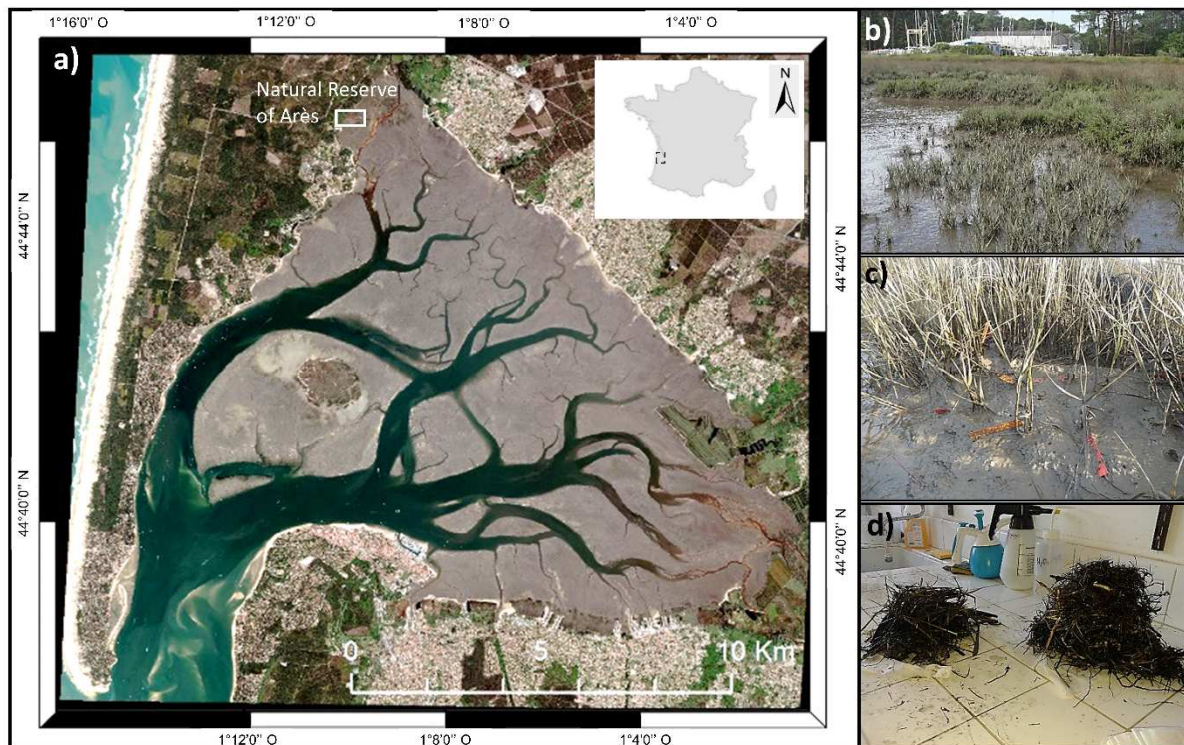 1°16'0'' O
1°12'0'' O
1°8'0'' O
1°4'0'' O
a)
Natural Reserve
of Arès
N
44°44'0'' N
44°44'0'' N
44°40'0'' N
44°40'0'' N
0 5 10 Km
1°12'0'' O
1°8'0'' O
1°4'0'' O
b)
c)
d)